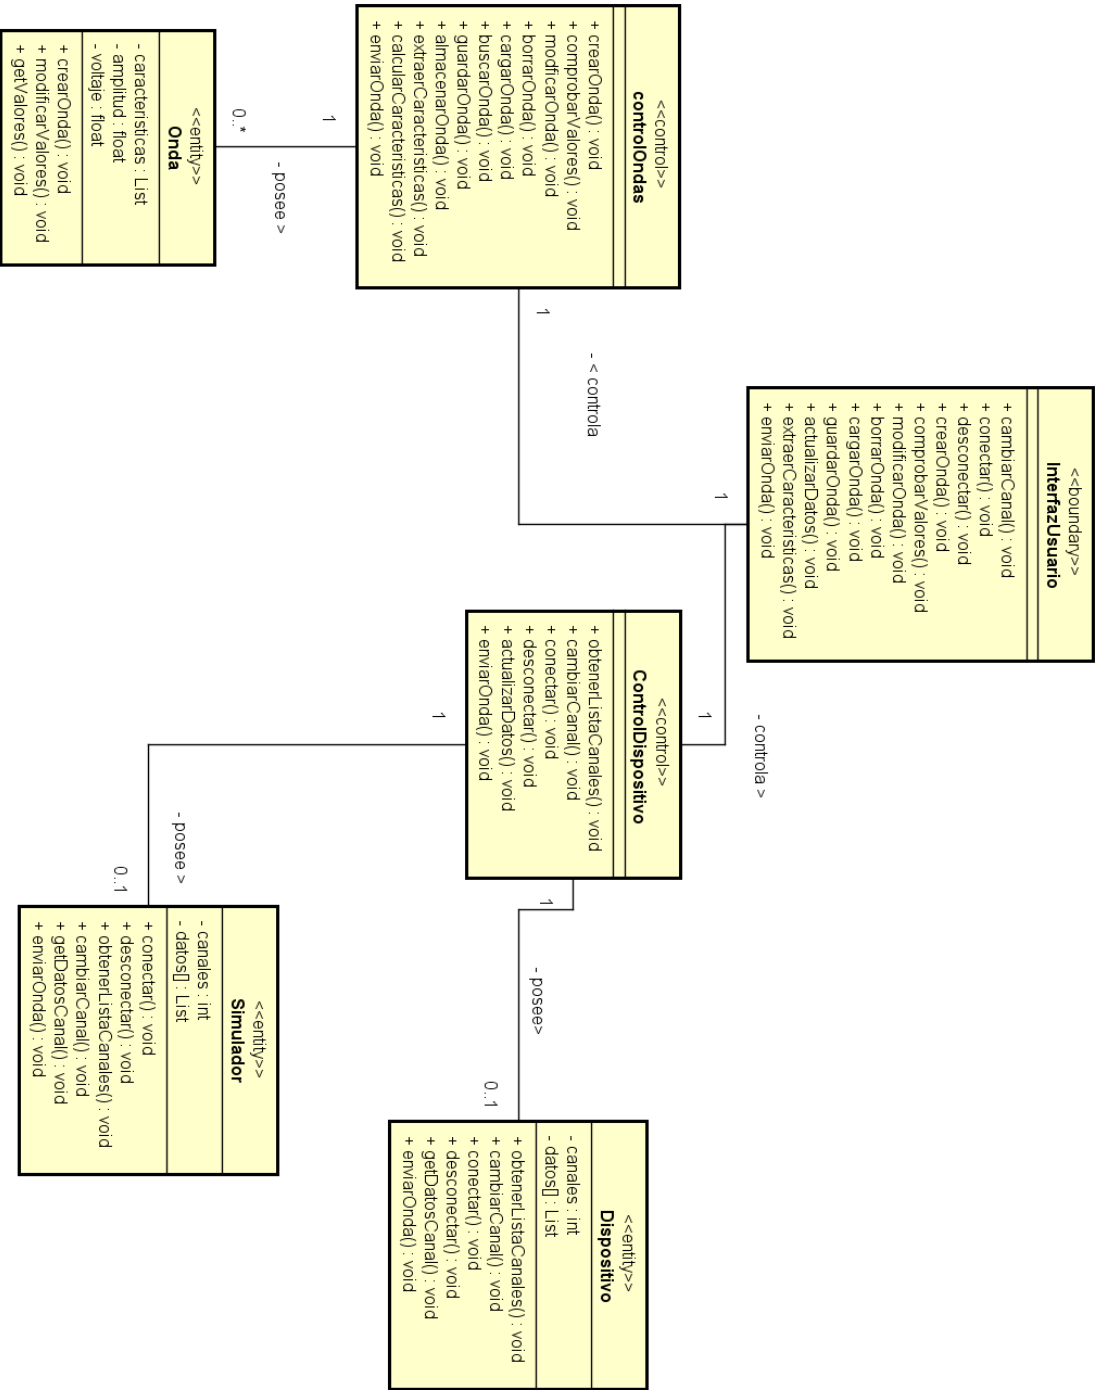 <<boundary>>
InterfazUsuario
+ cambiarCanal() : void
+ conectar() : void
+ desconectar() : void
+ crearOnda() : void
+ comprobarValores() : void
+ modificarOnda() : void
+ borrarOnda() : void
+ cargarOnda() : void
+ guardarOnda() : void
+ actualizarDatos() : void
+ extraerCaracteristicas() : void
+ enviarOnda() : void
<<control>>
controlOndas
+ crearOnda() : void
+ comprobarValores() : void
+ modficarOnda() : void
+ borrarOnda() : void
+ cargarOnda() : void
+ buscarOnda() : void
+ guardarOnda() : void
+ almacenarOnda() : void
+ extraerCaracteristicas() : void
+ calcularCaracteristicas() : void
+ enviarOnda() : void
1
- < controla
1
1
- controla >
<<control>>
ControlDispositivo
+ obtenerListaCanales() : void
+ cambiarCanal() : void
+ conectar() : void
+ desconectar() : void
+ actualizarDatos() : void
+ enviarOnda() : void
1
- posee>
0..1
<<entity>>
Dispositivo
- canales : int
- datos[] : List
+ obtenerListaCanales() : void
+ cambiarCanal() : void
+ conectar() : void
+ desconectar() : void
+ getDatosCanal() : void
+ enviarOnda() : void
1
- posee >
0..*
<<entity>>
Onda
- caracteristicas : List
- amplitud : float
- voltaje : float
+ crearOnda() : void
+ modificarValores() : void
+ getValores() : void
1
- posee >
0..1
<<entity>>
Simulador
- canales : int
- datos[] : List
+ conectar() : void
+ desconectar() : void
+ obtenerListaCanales() : void
+ cambiarCanal() : void
+ getDatosCanal() : void
+ enviarOnda() : void